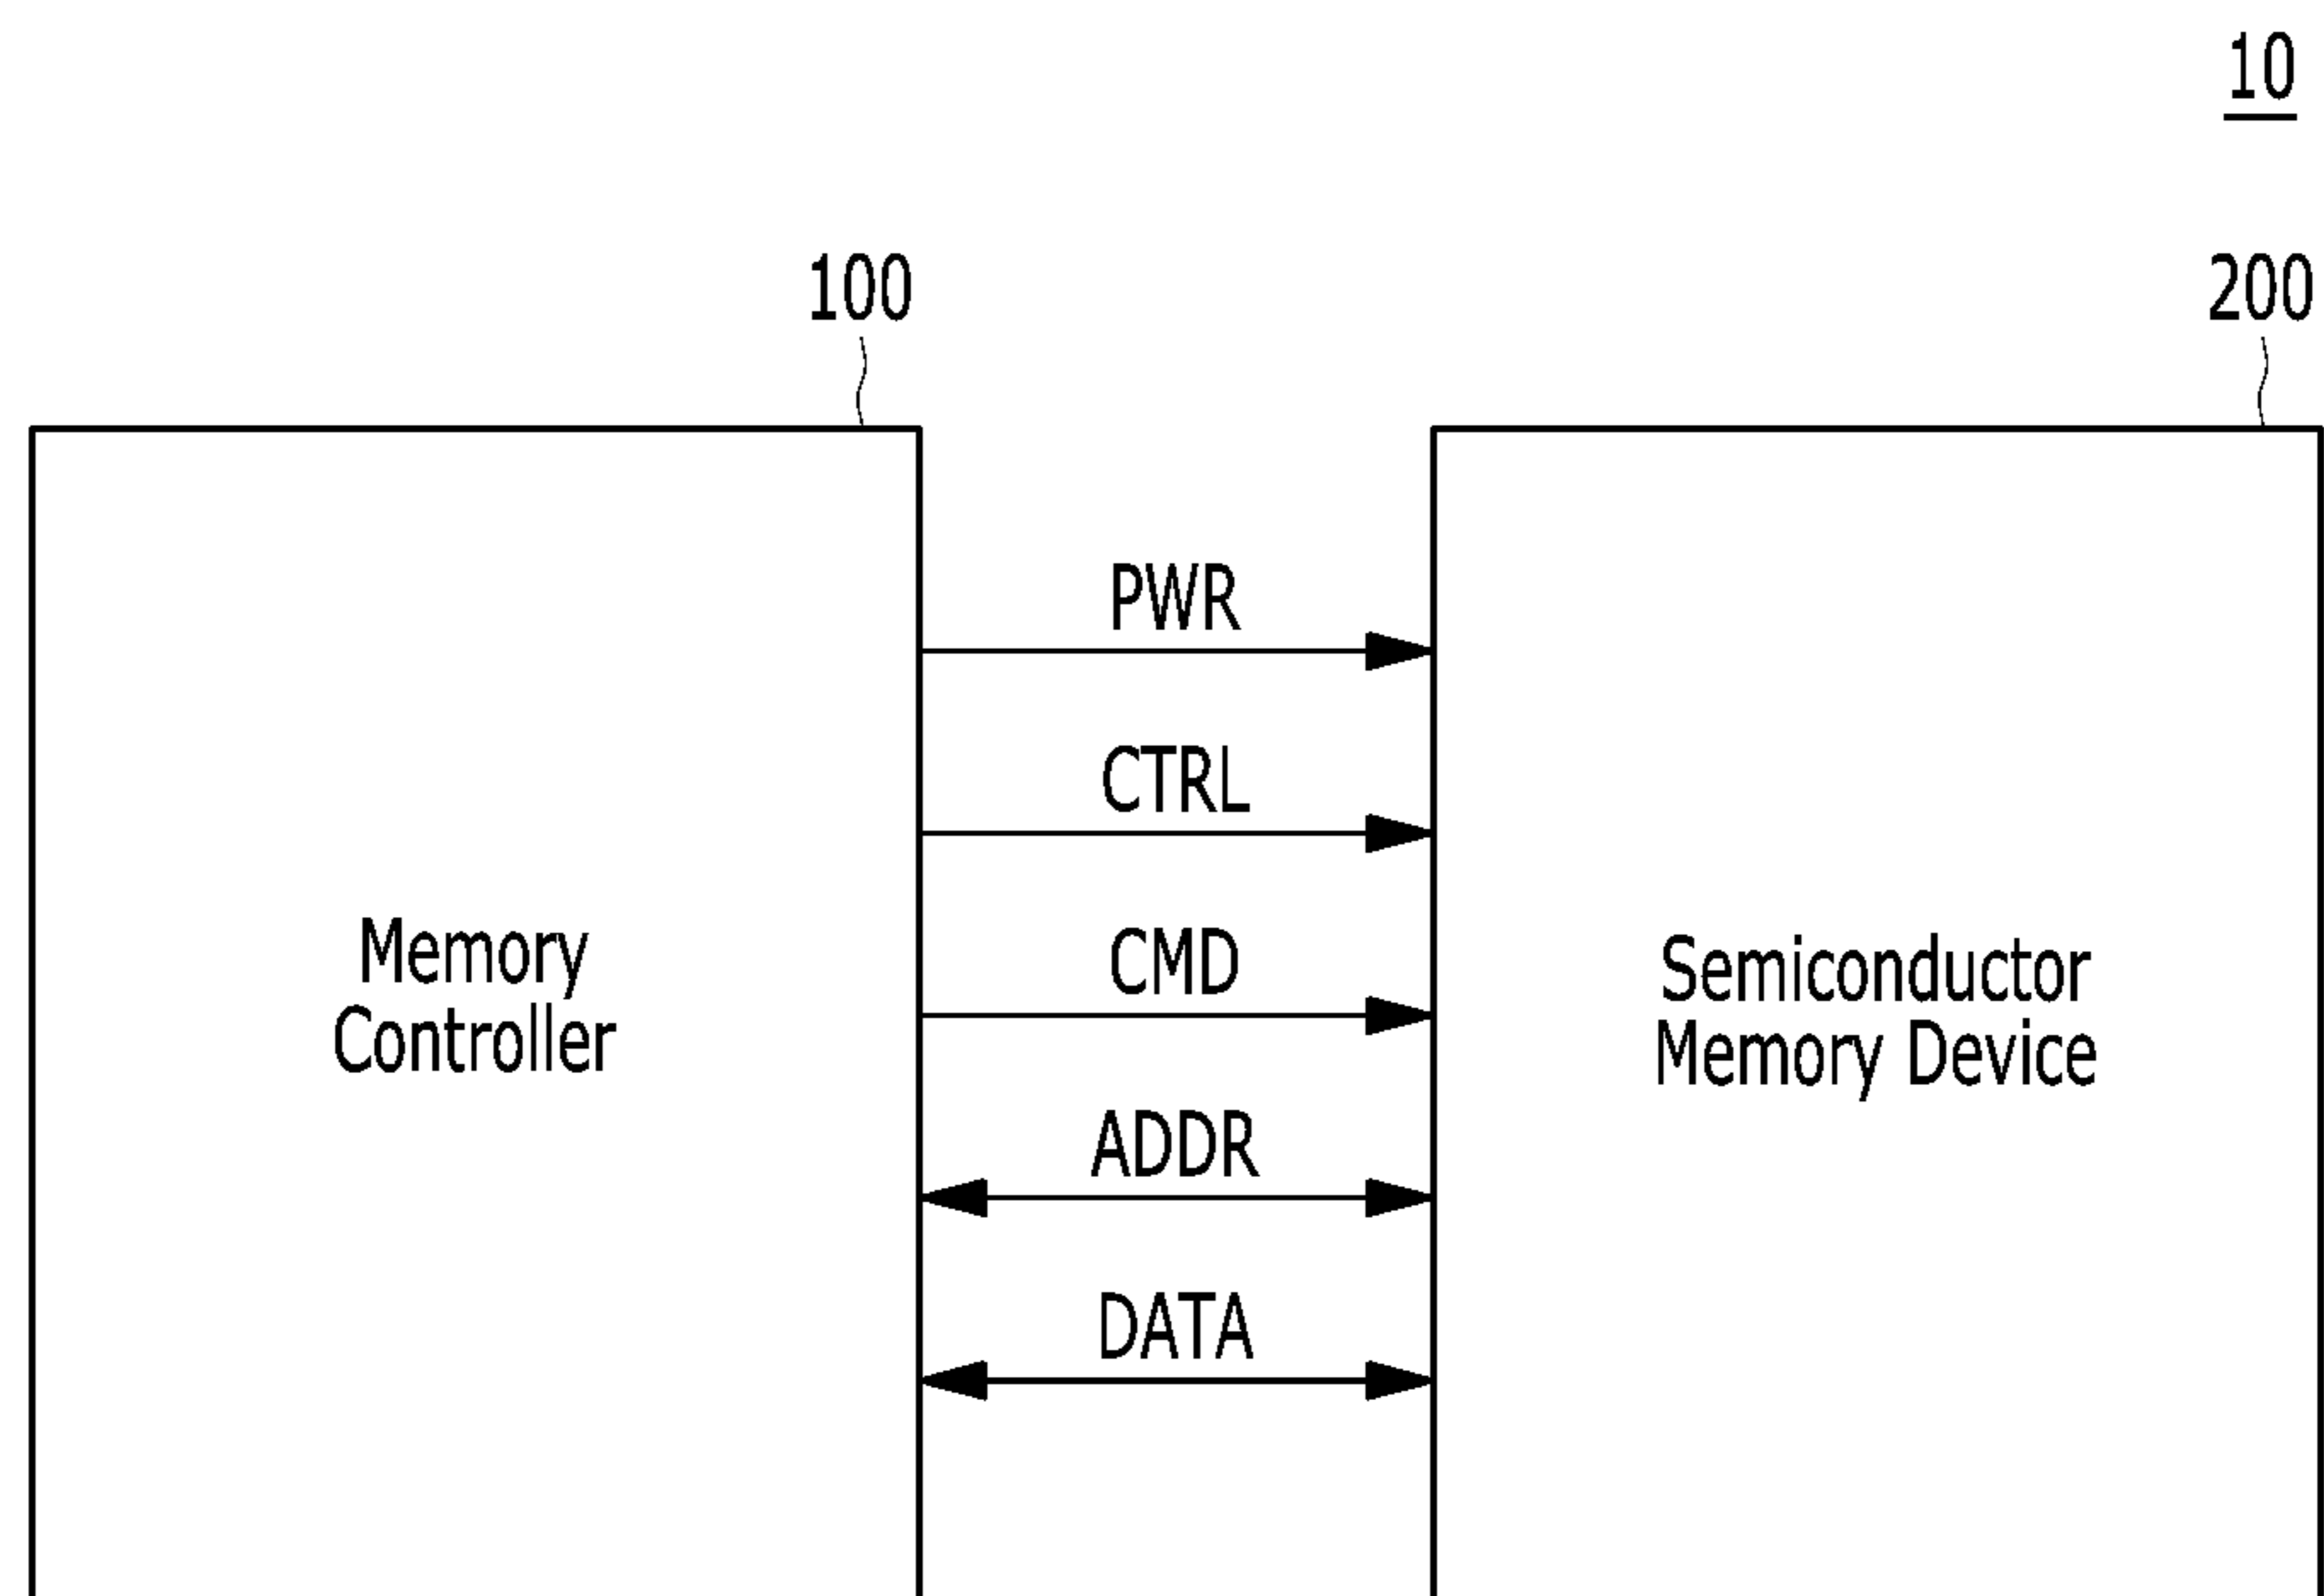 10
100
200
PWR
CTRL
Memory
Controller
CMD
Semiconductor
Memory Device
ADDR
DATA